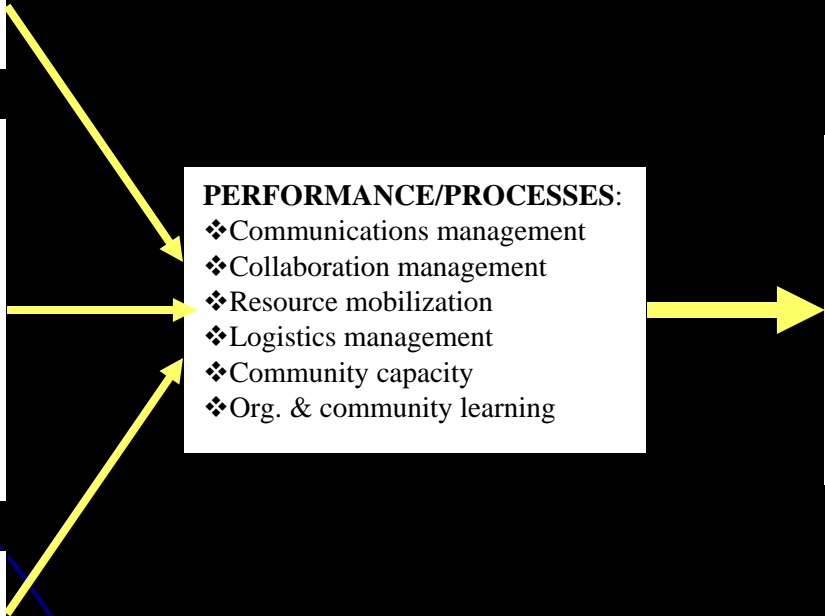 PERFORMANCE/PROCESSES:
❖Communications management
❖Collaboration management
❖Resource mobilization
❖Logistics management
❖Community capacity
❖Org. & community learning